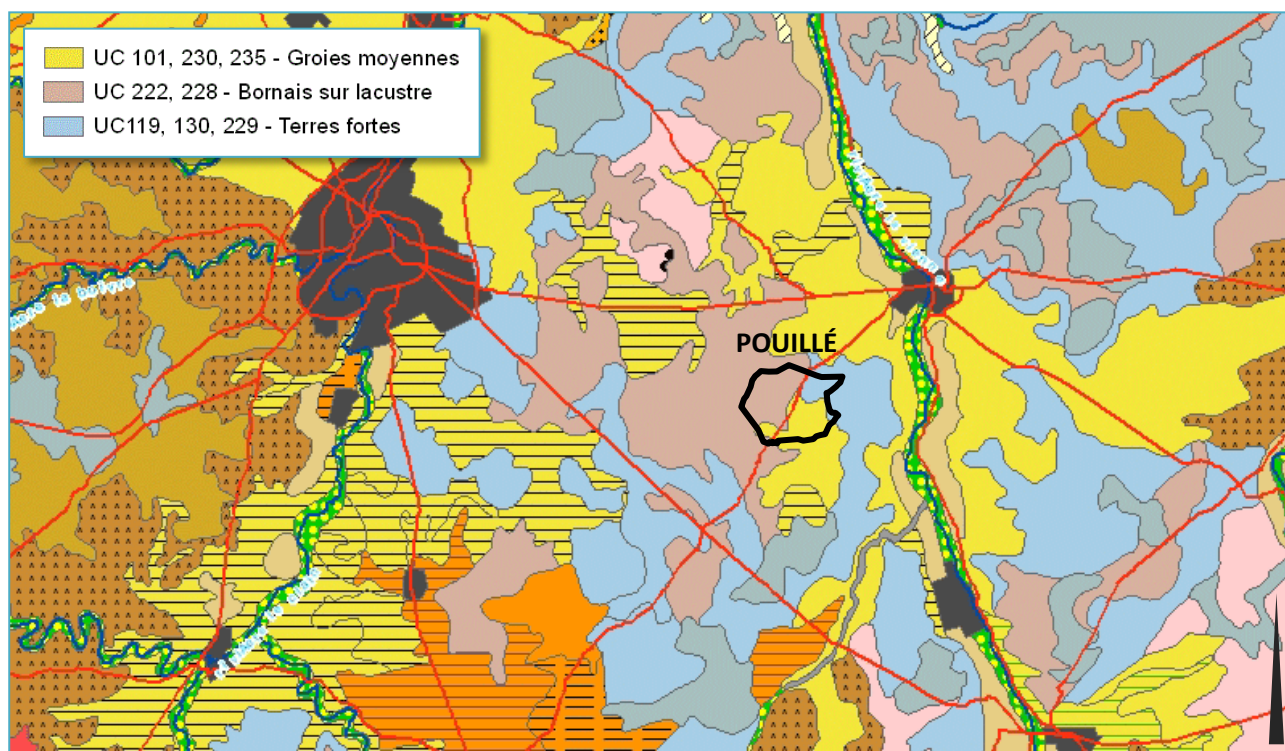 UC 101, 230, 235 - Groies moyennes
UC 222, 228 - Bornais sur lacustre
UC119, 130, 229 - Terres fortes
POUILLÉ